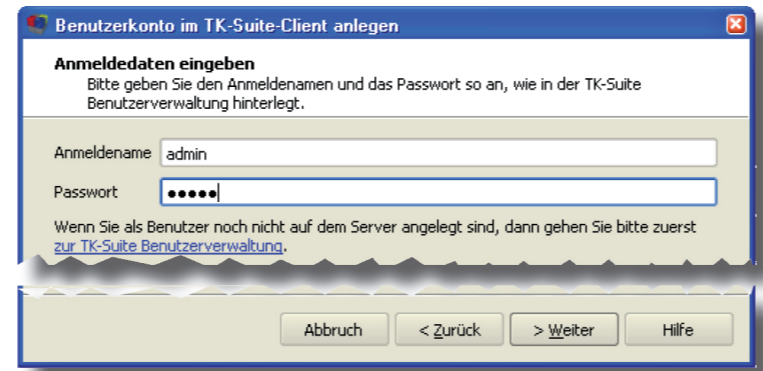 Benutzerkonto im TK-Suite-Client anlegen
Anmeldedaten eingeben
Bitte geben Sie den Anmeldenamen und das Passwort so an, wie in der TK-Suite
Benutzerverwaltung hinterlegt.
Anmeldename admin
Passwort ●●●●●
Wenn Sie als Benutzer noch nicht auf dem Server angelegt sind, dann gehen Sie bitte zuerst
zur TK-Suite Benutzerverwaltung.
Abbruch < Zurück > Weiter Hilfe